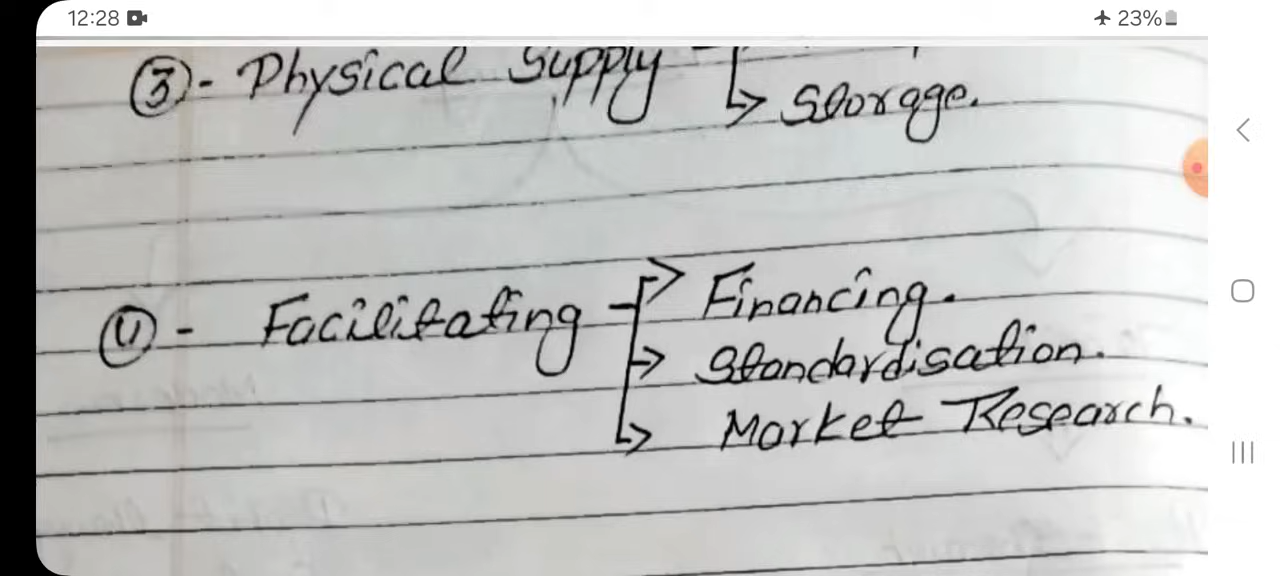 12:28
23%
③- Physical Supply → Storage.
④- Facilitating → Financing.
→ Standardisation.
→ Market Research.